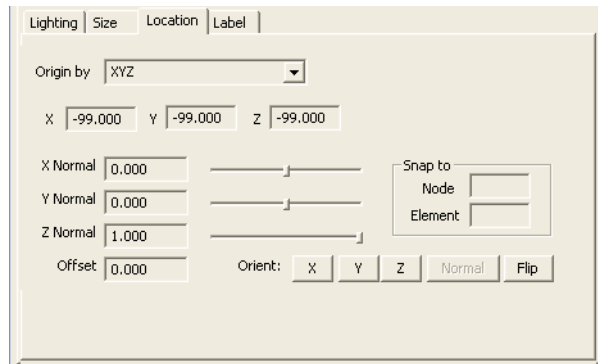 Lighting Size Location Label
Origin by XYZ
X -99.000 Y -99.000 Z -99.000
X Normal 0.000
Snap to
Node
Y Normal 0.000
Element
Z Normal 1.000
Offset 0.000 Orient: X Y Z Normal Flip